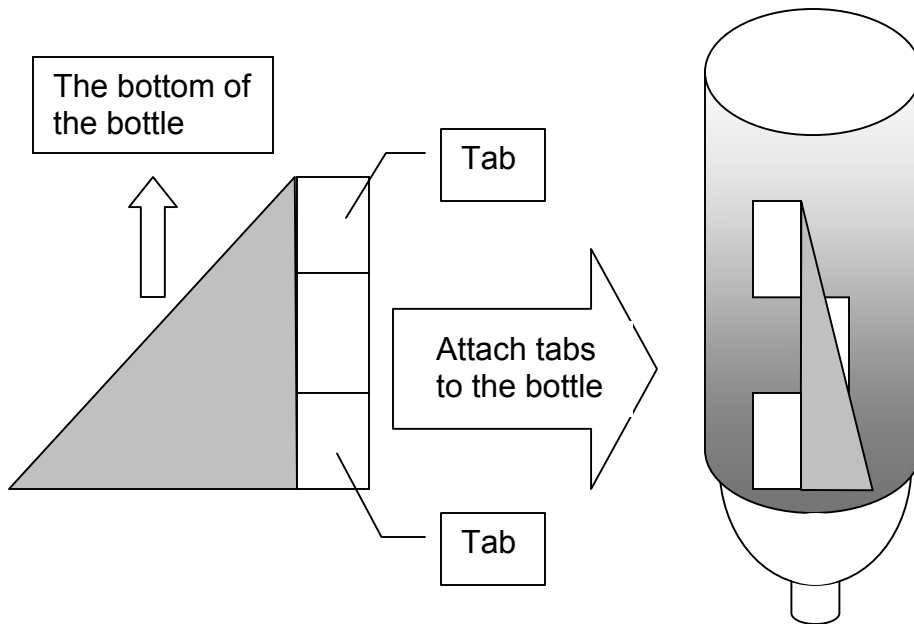 The bottom of
the bottle
Tab
Attach tabs
to the bottle
Tab